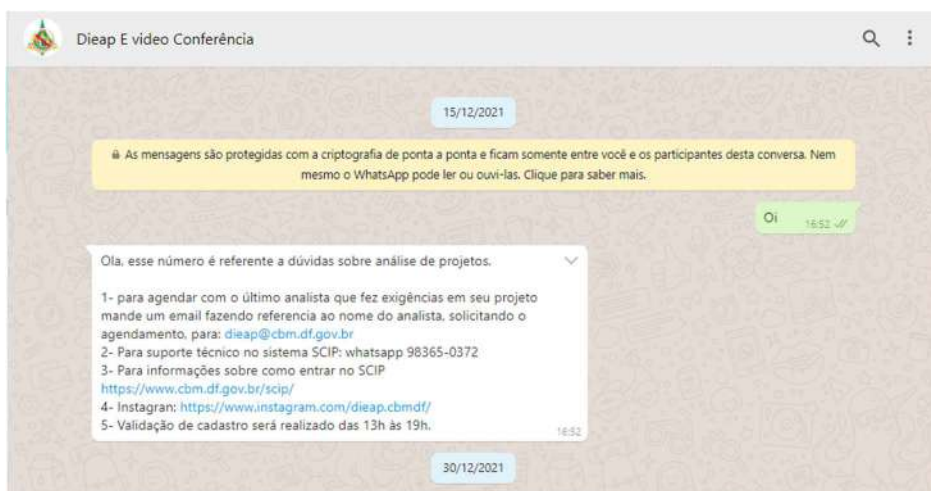 Dieap E video Conferência
15/12/2021
As mensagens são protegidas com a criptografia de ponta a ponta e ficam somente entre você e os participantes desta conversa. Nem
mesmo o WhatsApp pode ler ou ouvi-las. Clique para saber mais.
Oi
16:52
Ola, esse número é referente a dúvidas sobre análise de projetos.
1- para agendar com o último analista que fez exigências em seu projeto
mande um email fazendo referencia ao nome do analista, solicitando o
agendamento, para: dieap@cbm.df.gov.br
2- Para suporte técnico no sistema SCIP: whatsapp 98365-0372
3- Para informações sobre como entrar no SCIP
https://www.cbm.df.gov.br/scip/
4- Instagran: https://www.instagram.com/dieap.cbmdf/
5- Validação de cadastro será realizado das 13h às 19h.
16:52
30/12/2021